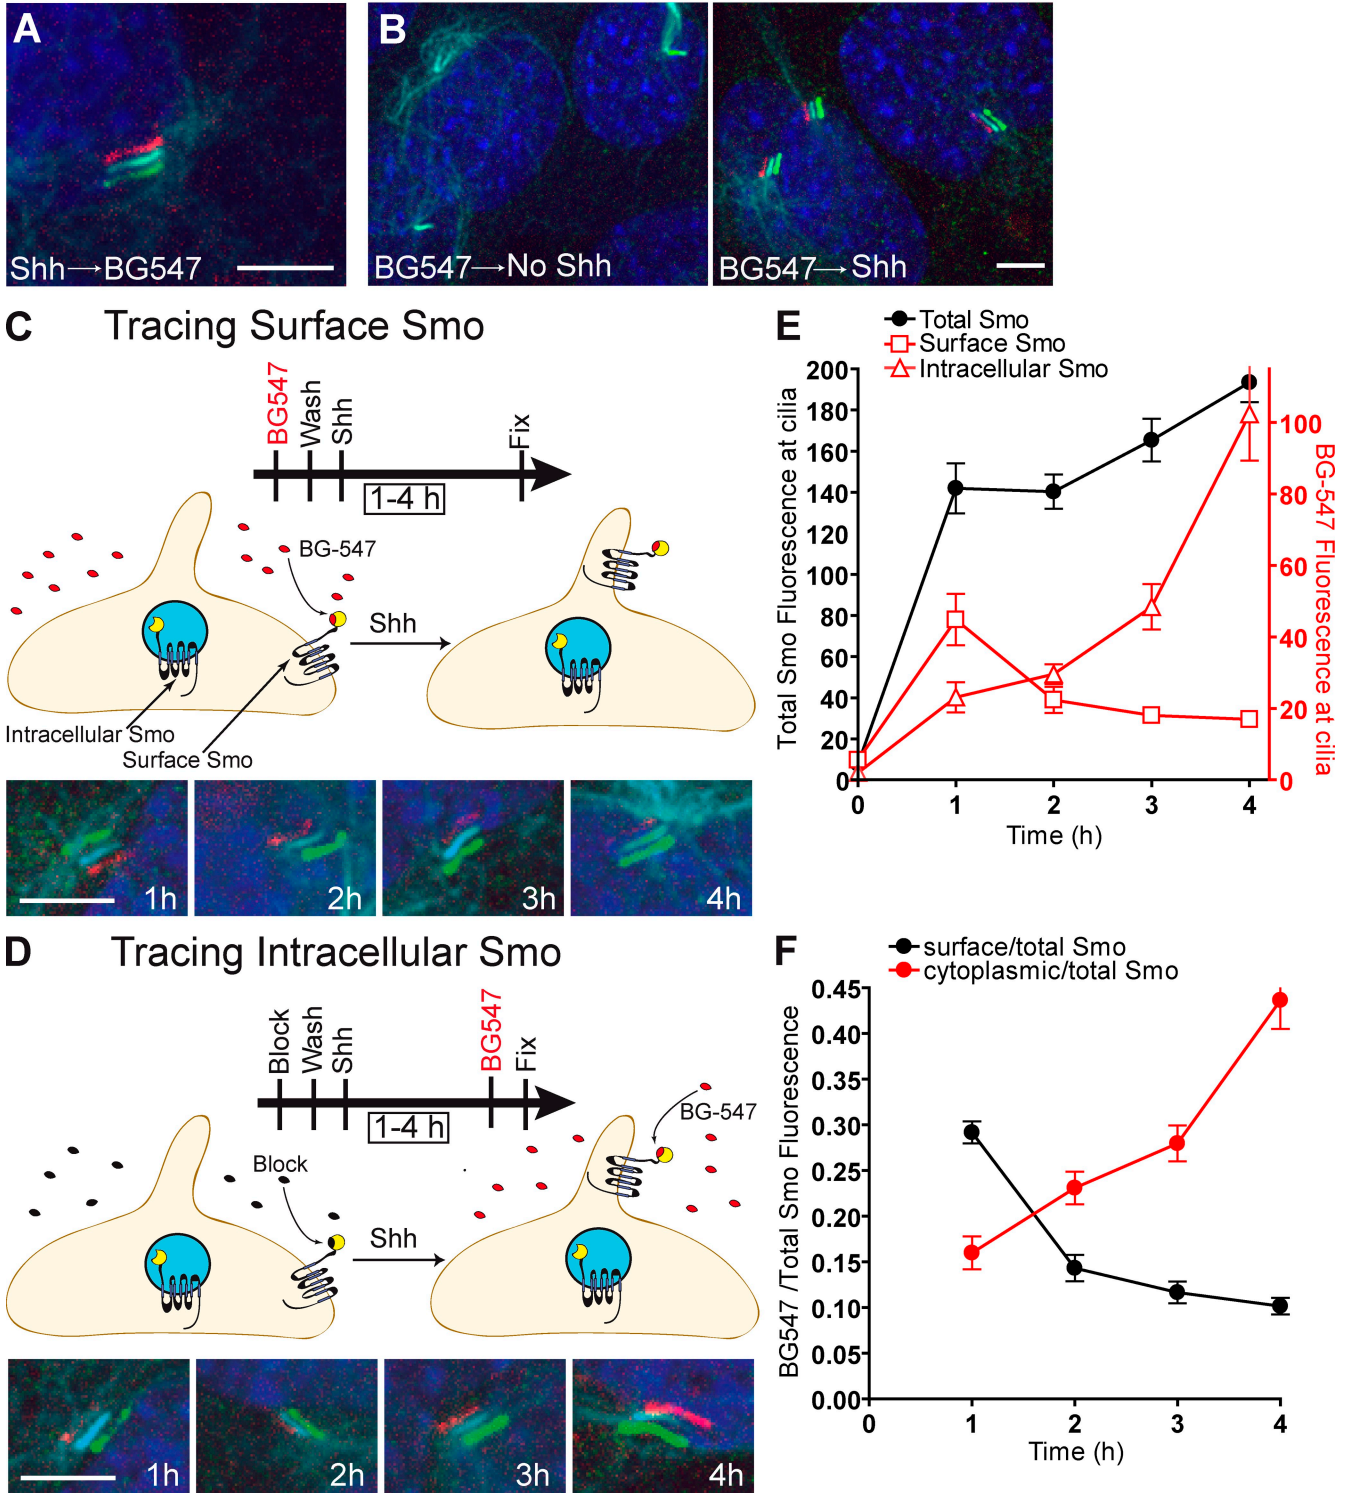 A
Shh→BG547
B
BG547→No Shh
BG547→Shh
C
Tracing Surface Smo
BG547
Wash
Shh
Fix
1-4 h
BG-547
Shh
Intracellular Smo
Surface Smo
1h
2h
3h
4h
D
Tracing Intracellular Smo
Block
Wash
Shh
BG547
Fix
1-4 h
BG-547
Block
Shh
1h
2h
3h
4h
E
Total Smo
Surface Smo
Intracellular Smo
Total Smo Fluorescence at cilia
200
180
160
140
120
100
80
60
40
20
0
100
80
60
40
20
0
BG-547 Fluorescence at cilia
0 1 2 3 4
Time (h)
F
surface/total Smo
cytoplasmic/total Smo
BG547 /Total Smo Fluorescence
0.45
0.40
0.35
0.30
0.25
0.20
0.15
0.10
0.05
0.00
0 1 2 3 4
Time (h)